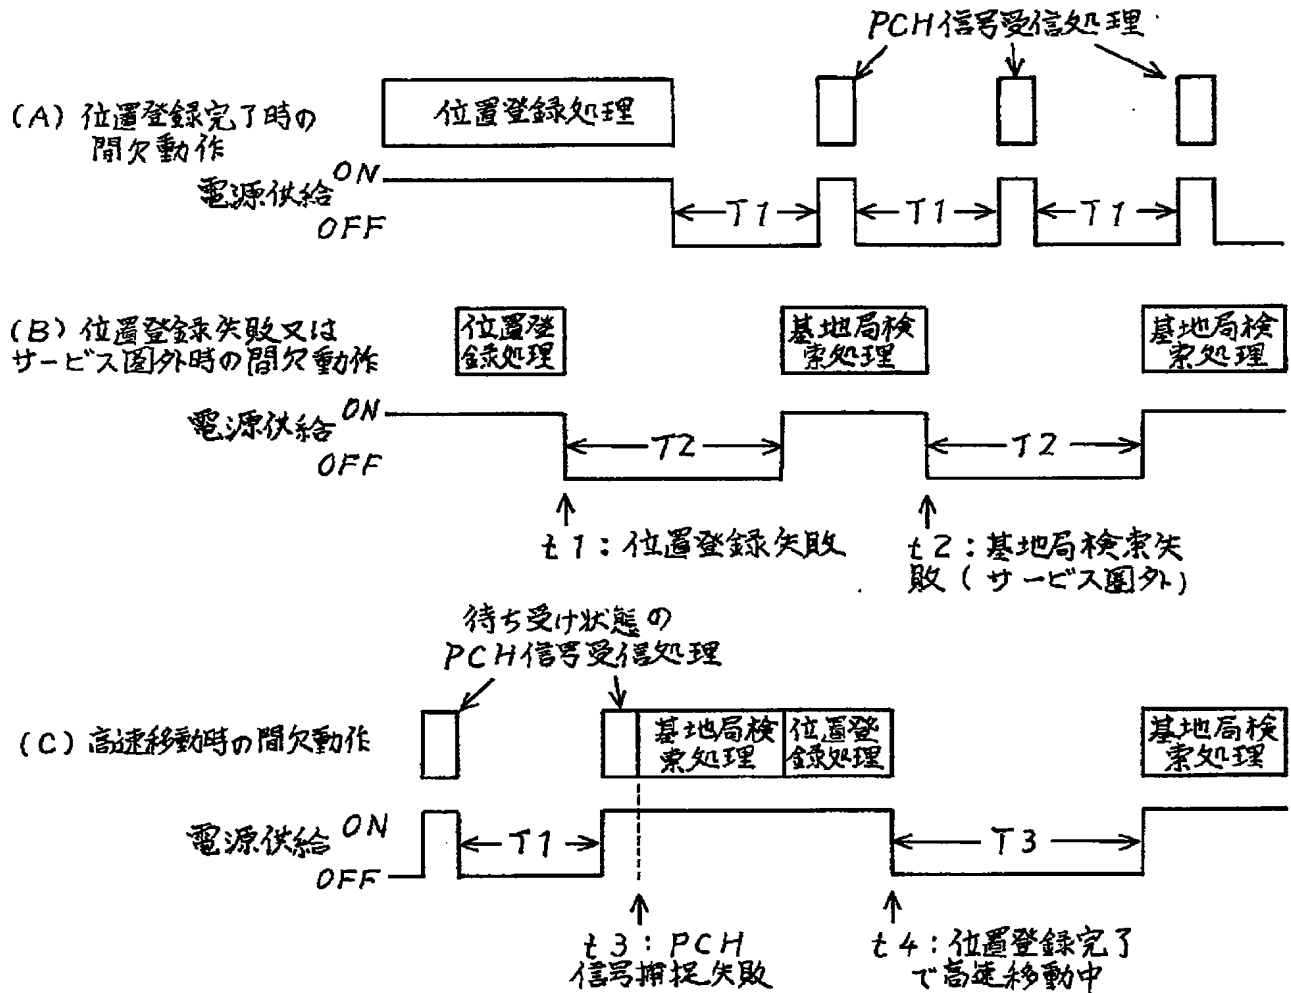 PCH信号受信処理
(A) 位置登録完了時の
間欠動作
位置登録処理
電源供給
ON
OFF
T1
T1
T1
(B) 位置登録失敗又は
サービス圏外時の間欠動作
位置登
録処理
基地局検
索処理
基地局検
索処理
電源供給
ON
OFF
T2
T2
t1:位置登録失敗
t2:基地局検索失
敗(サービス圏外)
待ち受け状態の
PCH信号受信処理
(C) 高速移動時の間欠動作
基地局検
索処理
位置登
録処理
基地局検
索処理
電源供給
ON
OFF
T1
T3
t3:PCH
信号捕捉失敗
t4:位置登録完了
で高速移動中